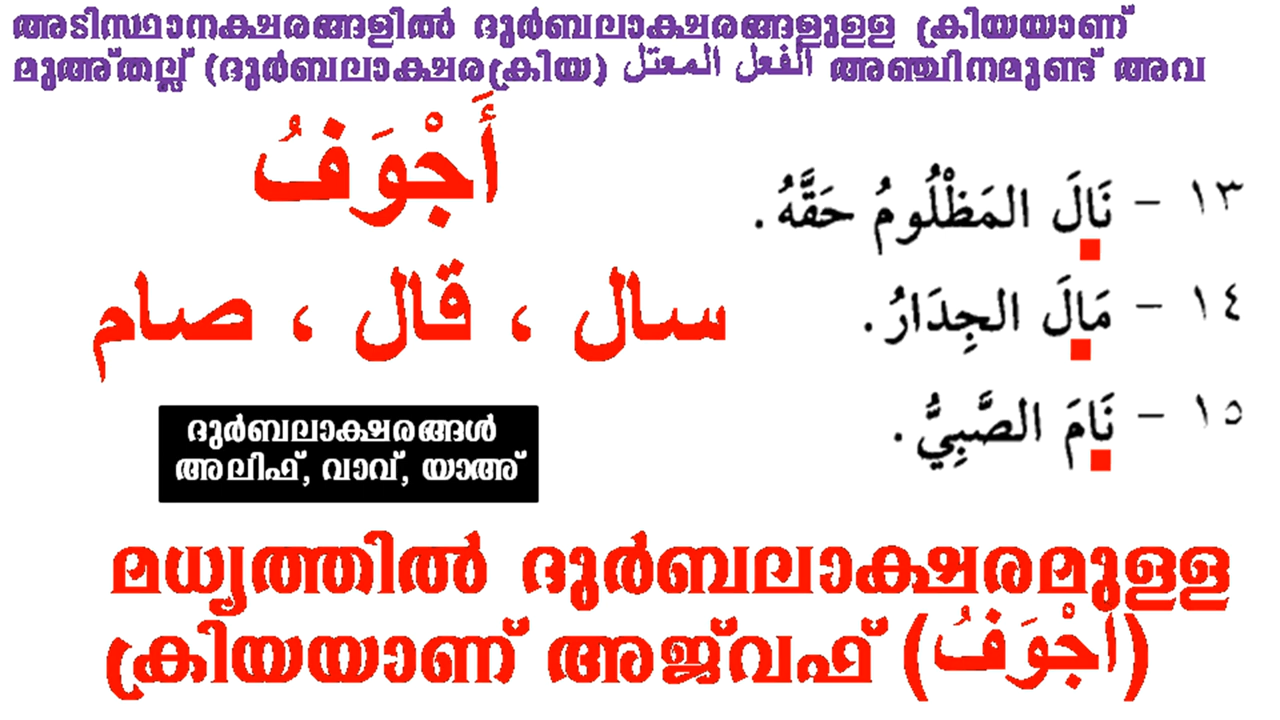 അടിസ്ഥാനക്ഷരങ്ങളിൽ ദുർബലാക്ഷരങ്ങളുള്ള ക്രിയയാണ്
മുഅ്തല്ല് (ദുർബലാക്ഷരക്രിയ) الفعل المعتل അഞ്ചിനമുണ്ട് അവ
أَجْوَفُ
سال ، قال ، صام
١٣ - نَالَ المَظْلُومُ حَقَّهُ.
١٤ - مَالَ الجِدَارُ.
١٥ - نَامَ الصَّبِيُّ.
ദുർബലാക്ഷരങ്ങൾ
അലിഫ്, വാവ്, യാഅ്
മധ്യത്തിൽ ദുർബലാക്ഷരമുള്ള
ക്രിയയാണ് അജ്‌വഫ് (أَجْوَفُ)